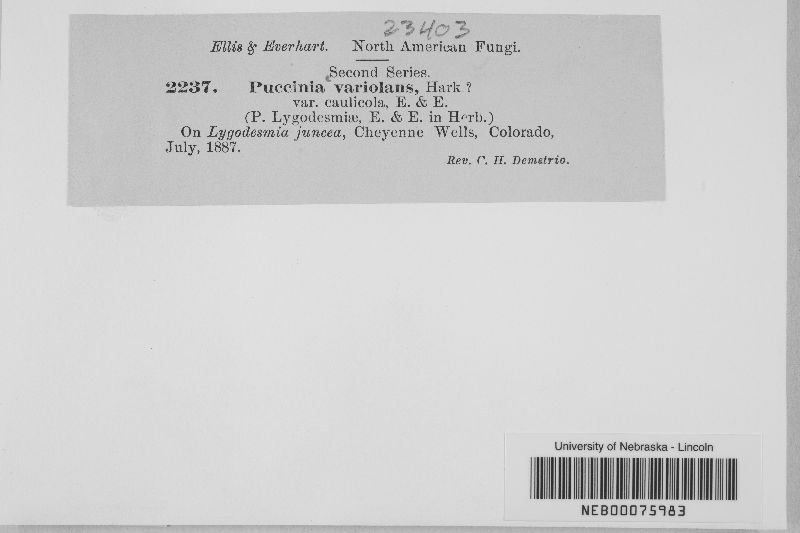 23403
Ellis & Everhart. North American Fungi.
Second Series.
2237. Puccinia variolans, Hark ?
var. caulicola, E. & E.
(P. Lygodesmiæ, E. & E. in Herb.)
On Lygodesmia juncea, Cheyenne Wells, Colorado,
July, 1887.
Rev. C. H. Demetrio.
University of Nebraska - Lincoln
NEB00075983